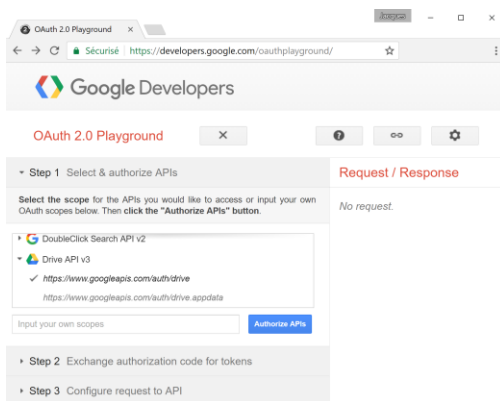 OAuth 2.0 Playground
Sécurisé https://developers.google.com/oauthplayground/
Google Developers
OAuth 2.0 Playground
Step 1 Select & authorize APIs
Select the scope for the APIs you would like to access or input your own
OAuth scopes below. Then click the "Authorize APIs" button.
DoubleClick Search API v2
Drive API v3
https://www.googleapis.com/auth/drive
https://www.googleapis.com/auth/drive.appdata
Input your own scopes
Authorize APIs
Step 2 Exchange authorization code for tokens
Step 3 Configure request to API
Request / Response
No request.